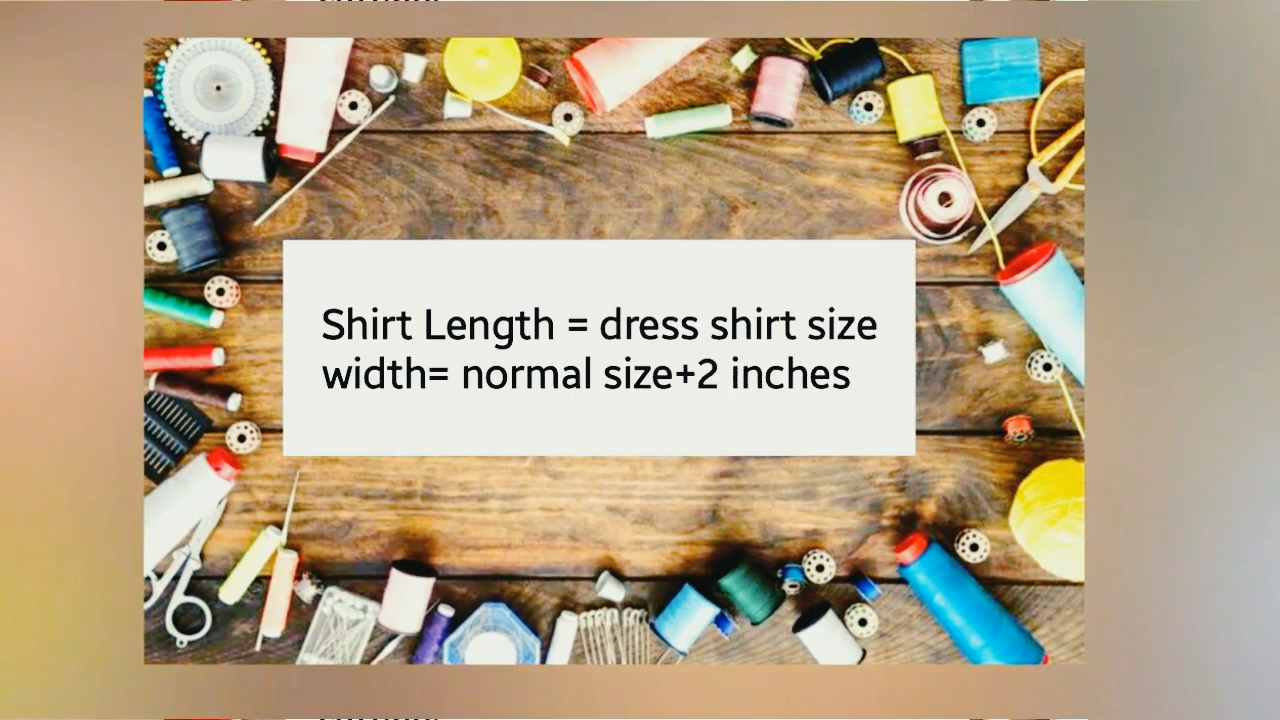 Shirt Length = dress shirt size
width= normal size+2 inches